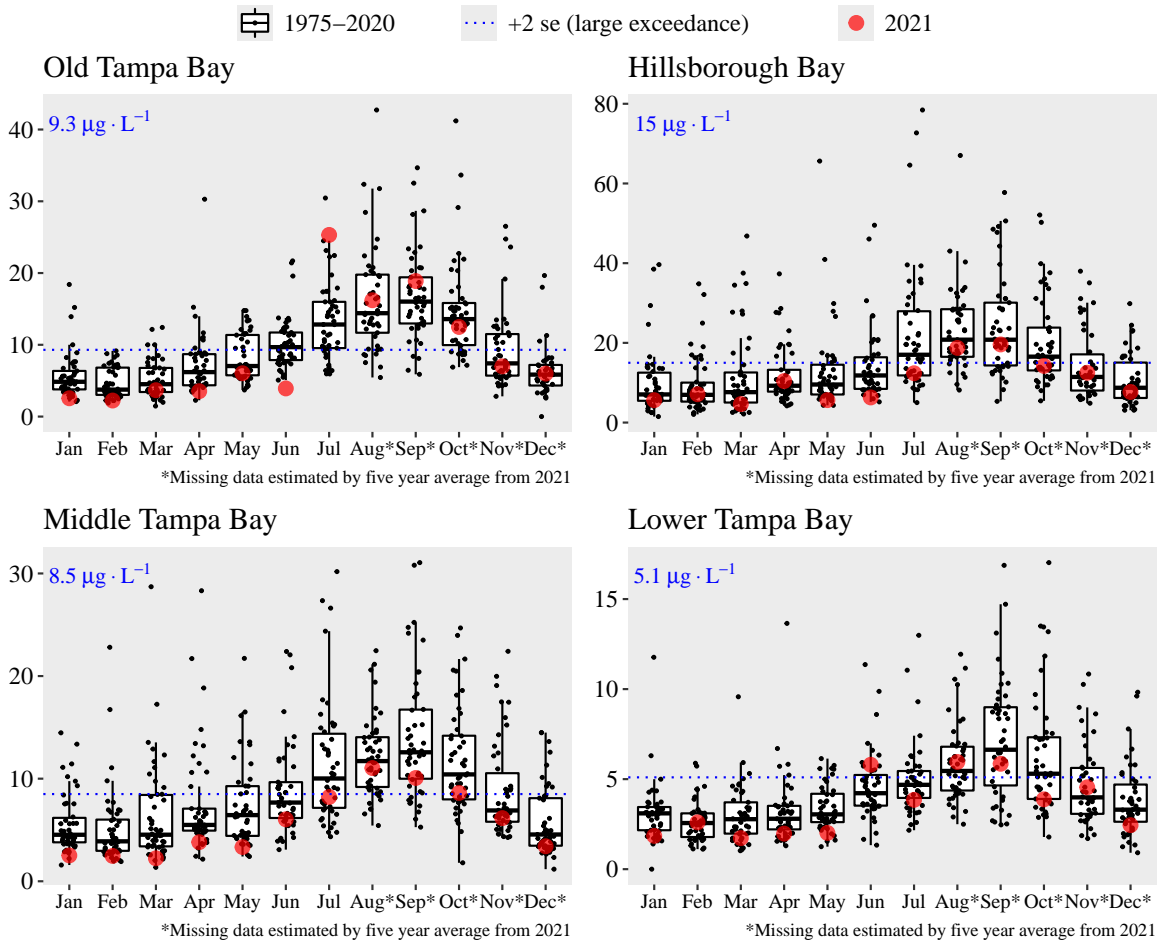 1975–2020 +2 se (large exceedance) 2021
Old Tampa Bay
9.3 μg · L⁻¹
40
30
20
10
0
Jan Feb Mar Apr May Jun Jul Aug* Sep* Oct* Nov* Dec*
*Missing data estimated by five year average from 2021
Hillsborough Bay
15 μg · L⁻¹
80
60
40
20
0
Jan Feb Mar Apr May Jun Jul Aug* Sep* Oct* Nov* Dec*
*Missing data estimated by five year average from 2021
Middle Tampa Bay
8.5 μg · L⁻¹
30
20
10
0
Jan Feb Mar Apr May Jun Jul Aug* Sep* Oct* Nov* Dec*
*Missing data estimated by five year average from 2021
Lower Tampa Bay
5.1 μg · L⁻¹
15
10
5
0
Jan Feb Mar Apr May Jun Jul Aug* Sep* Oct* Nov* Dec*
*Missing data estimated by five year average from 2021